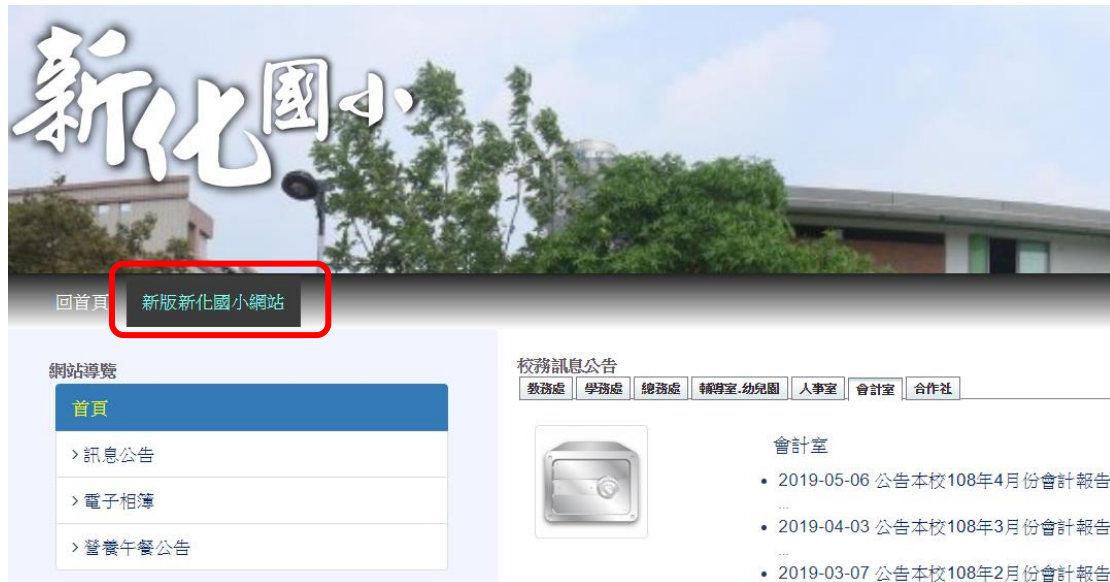 新化國小
回首頁 新版新化國小網站
網站導覽
首頁
>訊息公告
>電子相簿
>營養午餐公告
校務訊息公告
教務處 學務處 總務處 輔導室.幼兒園 人事室 會計室 合作社
會計室
• 2019-05-06 公告本校108年4月份會計報告
...
• 2019-04-03 公告本校108年3月份會計報告
...
• 2019-03-07 公告本校108年2月份會計報告